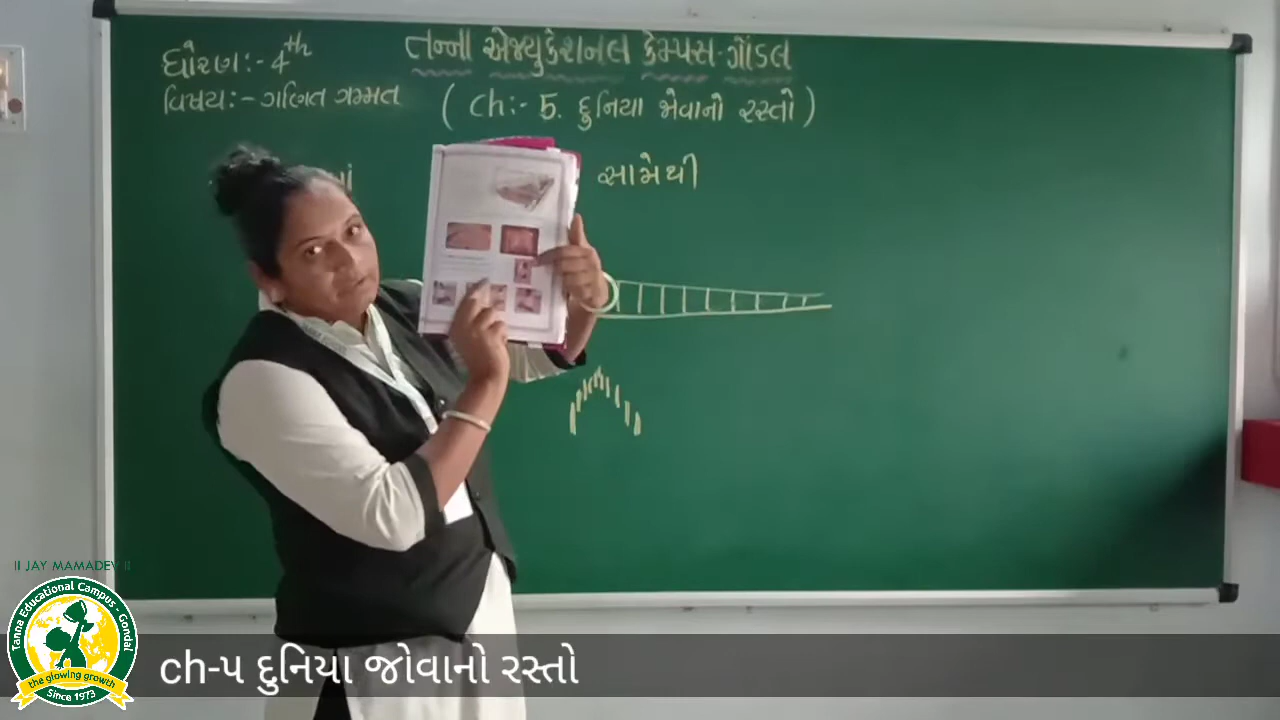 ધોરણ:- 4th
વિષય:- ગણિત ગમ્મત
તન્ના એજ્યુકેશનલ કેમ્પસ-ગોંડલ
( ch:- 5. દુનિયા જોવાનો રસ્તો )
સામેથી
II JAY MAMADEV II
Tanna Educational Campus - Gondal
the glowing growth
Since 1973
ch-૫ દુનિયા જોવાનો રસ્તો